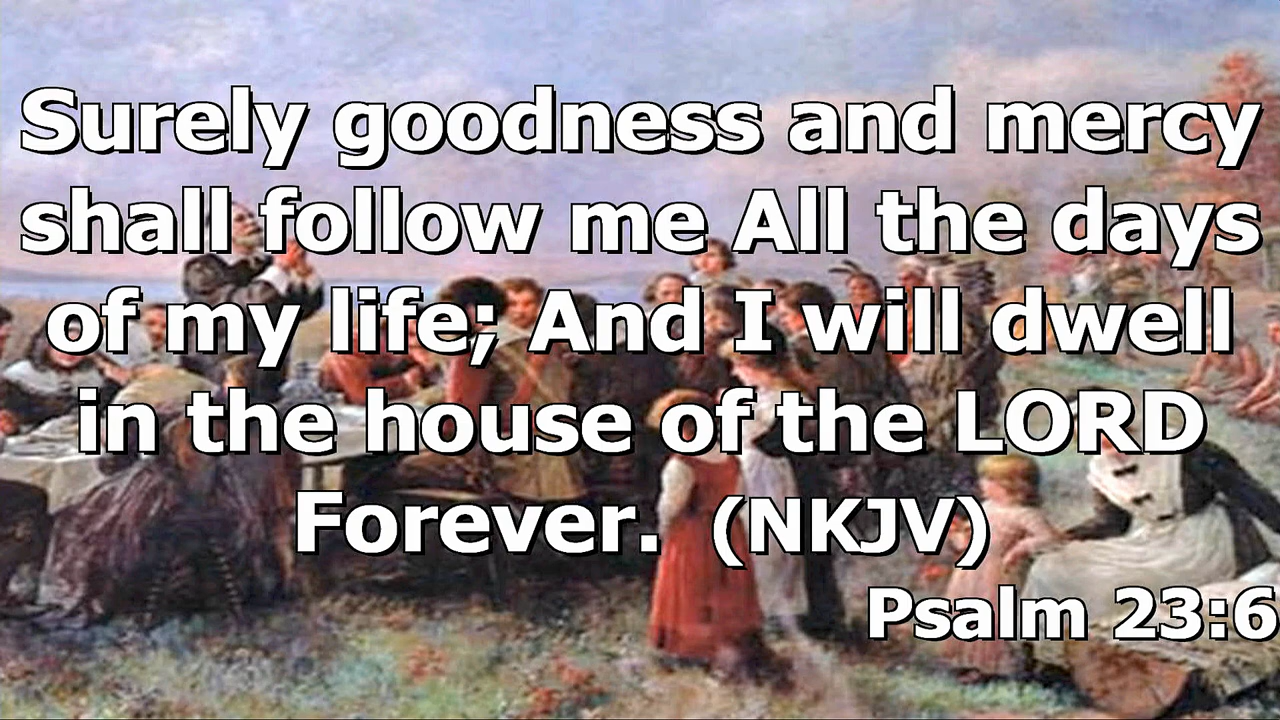 Surely goodness and mercy
shall follow me All the days
of my life; And I will dwell
in the house of the LORD
Forever. (NKJV)
Psalm 23:6